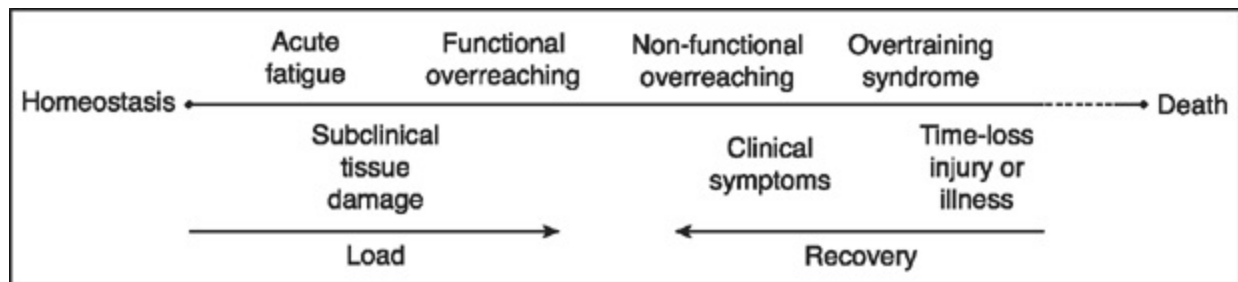 Acute
fatigue
Functional
overreaching
Non-functional
overreaching
Overtraining
syndrome
Homeostasis
Death
Subclinical
tissue
damage
Clinical
symptoms
Time-loss
injury or
illness
Load
Recovery